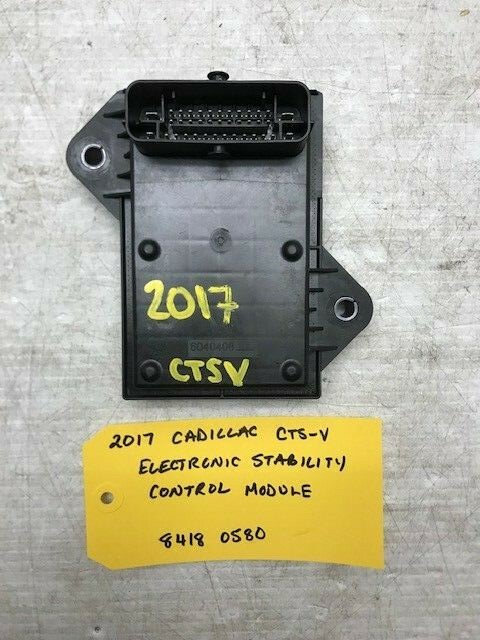 2017
CTSV
2017 CADILLAC CTS-V
ELECTRONIC STABILITY
CONTROL MODULE
8418 0580